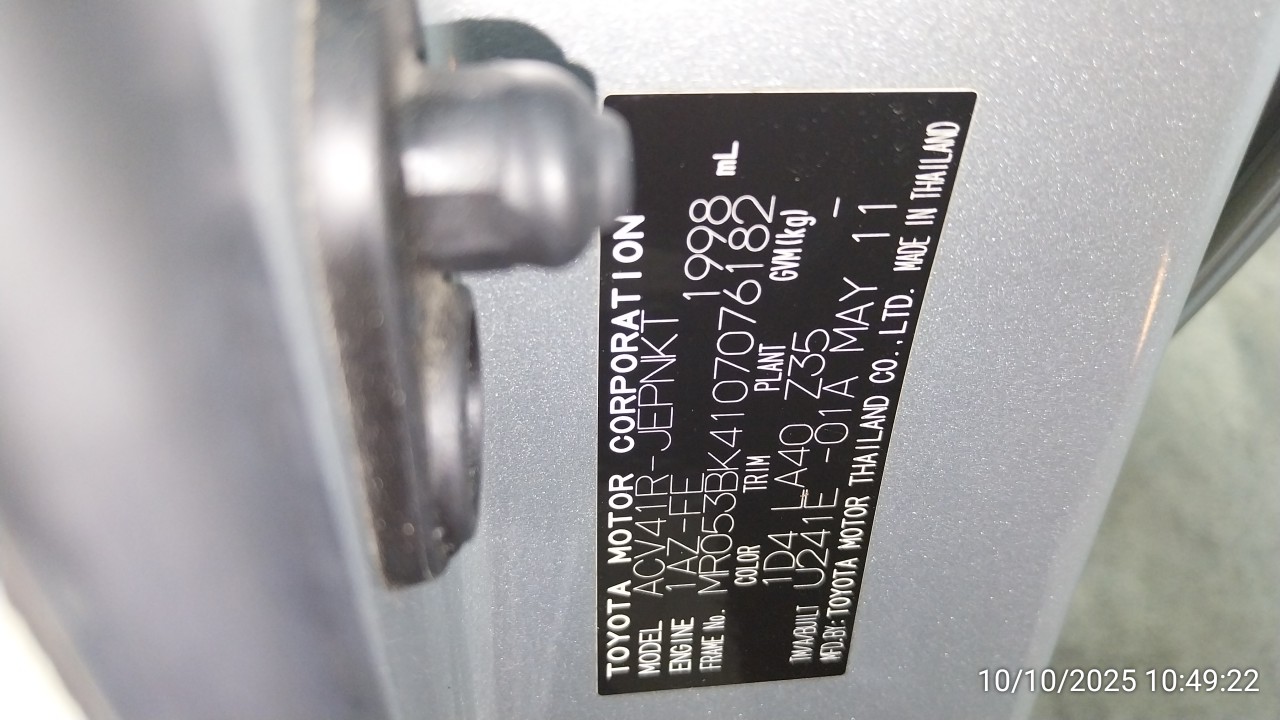 TOYOTA MOTOR CORPORATION
MODEL ACV41R-JEPNKT
ENGINE 1AZ-FE 1998 mL
FRAME No. MR053BK4107076182
COLOR TRIM PLANT GVM(kg)
1D4 LA40 Z35 -
TM/A/BUILT U241E -01A MAY 11
MFD.BY: TOYOTA MOTOR THAILAND CO.,LTD. MADE IN THAILAND
10/10/2025 10:49:22